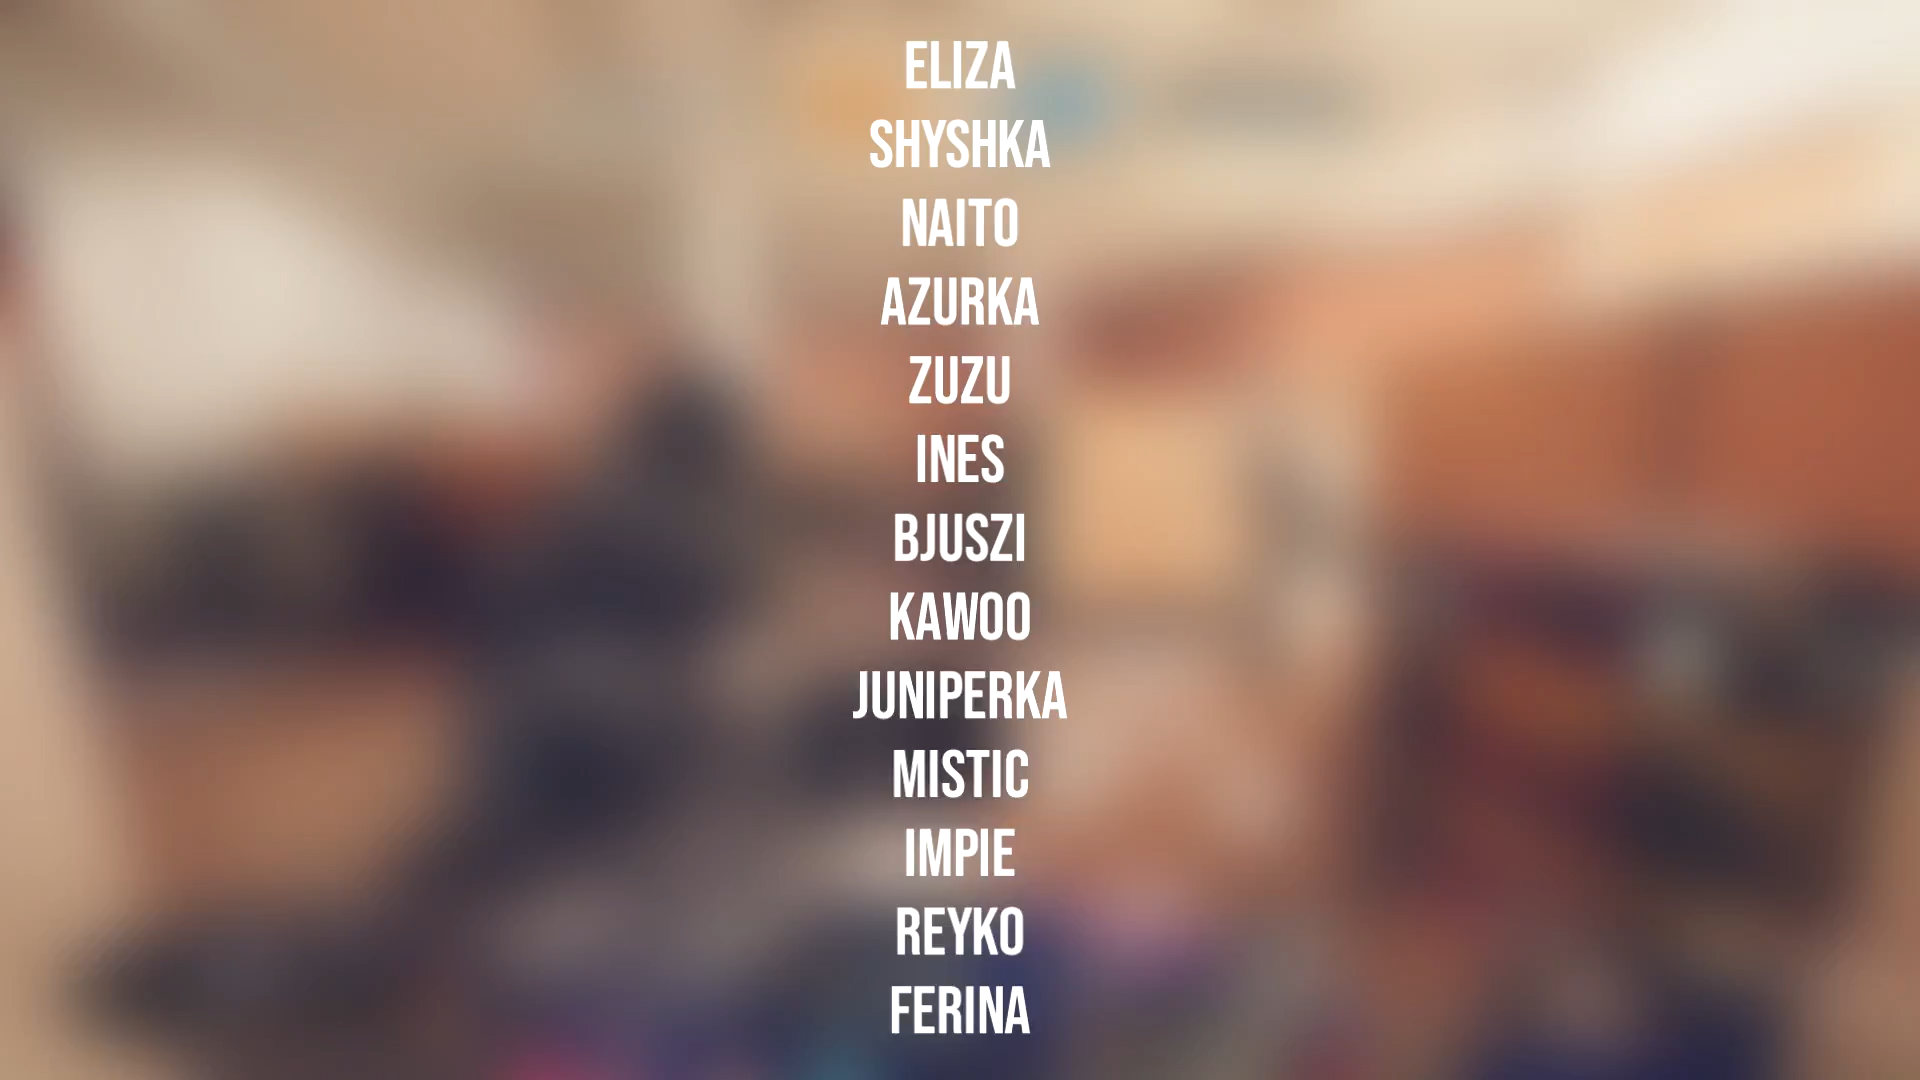 ELIZA
SHYSHKA
NAITO
AZURKA
ZUZU
INES
BJUSZI
KAWOO
JUNIPERKA
MISTIC
IMPIE
REYKO
FERINA